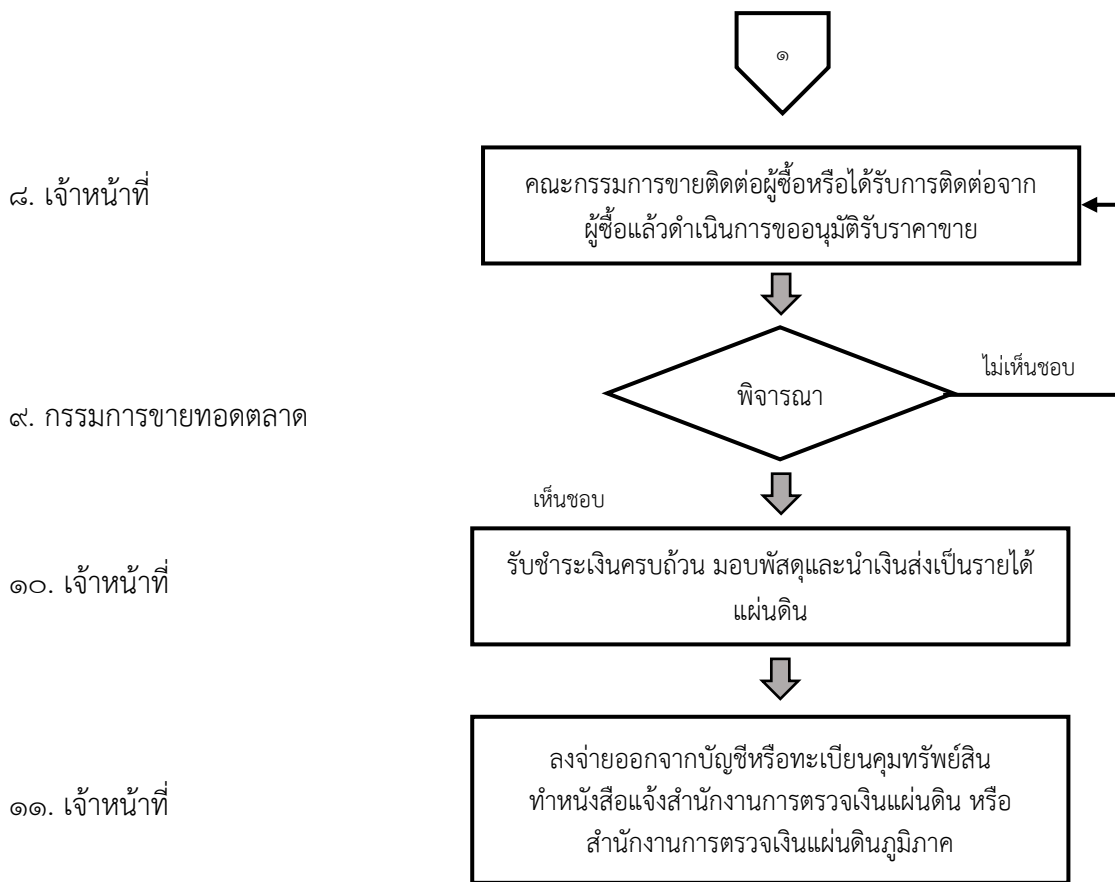 ๑
๘. เจ้าหน้าที่
คณะกรรมการขายติดต่อผู้ซื้อหรือได้รับการติดต่อจาก
ผู้ซื้อแล้วดำเนินการขออนุมัติรับราคาขาย
ไม่เห็นชอบ
พิจารณา
๙. กรรมการขายทอดตลาด
เห็นชอบ
๑๐. เจ้าหน้าที่
รับชำระเงินครบถ้วน มอบพัสดุและนำเงินส่งเป็นรายได้
แผ่นดิน
๑๑. เจ้าหน้าที่
ลงจ่ายออกจากบัญชีหรือทะเบียนคุมทรัพย์สิน
ทำหนังสือแจ้งสำนักงานการตรวจเงินแผ่นดิน หรือ
สำนักงานการตรวจเงินแผ่นดินภูมิภาค